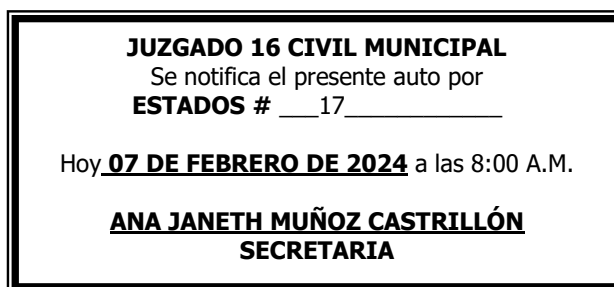 JUZGADO 16 CIVIL MUNICIPAL
Se notifica el presente auto por
ESTADOS # ___17____________
Hoy 07 DE FEBRERO DE 2024 a las 8:00 A.M.
ANA JANETH MUÑOZ CASTRILLÓN
SECRETARIA